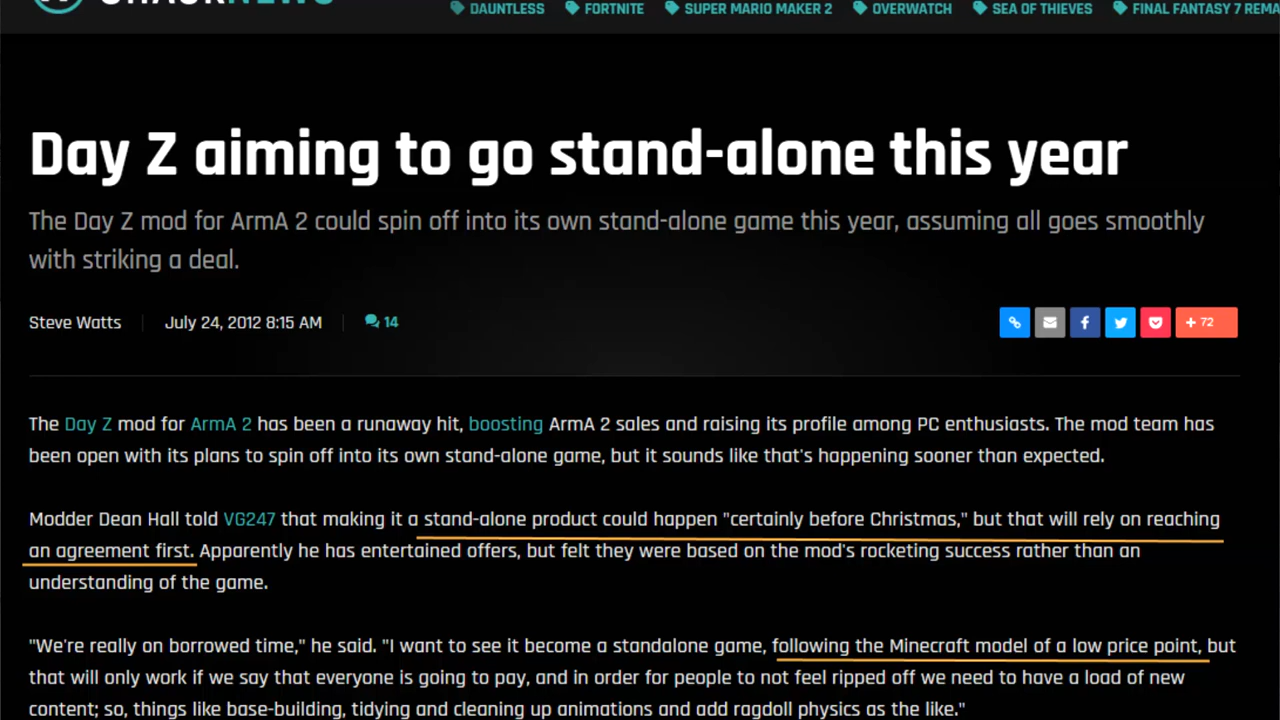 DAUNTLESS FORTNITE SUPER MARIO MAKER 2 OVERWATCH SEA OF THIEVES FINAL FANTASY 7 REMA
Day Z aiming to go stand-alone this year
The Day Z mod for ArmA 2 could spin off into its own stand-alone game this year, assuming all goes smoothly
with striking a deal.
Steve Watts July 24, 2012 8:15 AM 14
+ 72
The Day Z mod for ArmA 2 has been a runaway hit, boosting ArmA 2 sales and raising its profile among PC enthusiasts. The mod team has
been open with its plans to spin off into its own stand-alone game, but it sounds like that's happening sooner than expected.
Modder Dean Hall told VG247 that making it a stand-alone product could happen "certainly before Christmas," but that will rely on reaching
an agreement first. Apparently he has entertained offers, but felt they were based on the mod's rocketing success rather than an
understanding of the game.
"We're really on borrowed time," he said. "I want to see it become a standalone game, following the Minecraft model of a low price point, but
that will only work if we say that everyone is going to pay, and in order for people to not feel ripped off we need to have a load of new
content; so, things like base-building, tidying and cleaning up animations and add ragdoll physics as the like."